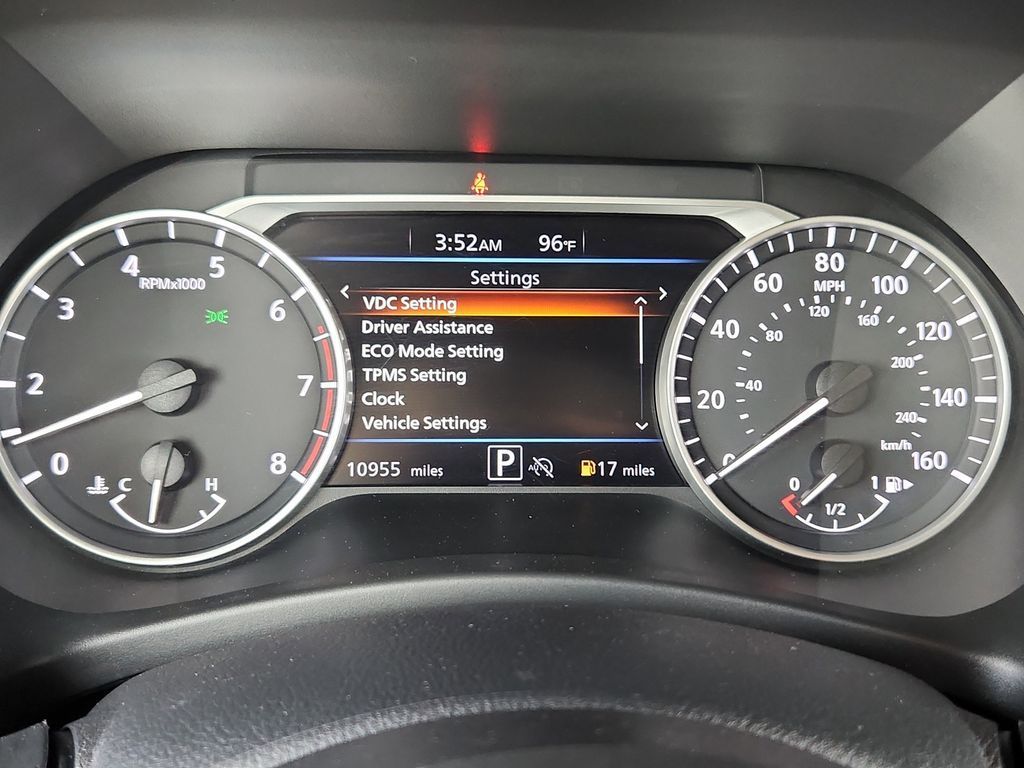 3:52AM 96°F
Settings
VDC Setting
Driver Assistance
ECO Mode Setting
TPMS Setting
Clock
Vehicle Settings
10955 miles P AUTO 17 miles
RPMx1000
0
2
3
4
5
6
7
8
C H
MPH
0
20
40
60
80
100
120
140
160
40
80
120
160
200
240
km/h
0 1/2 1